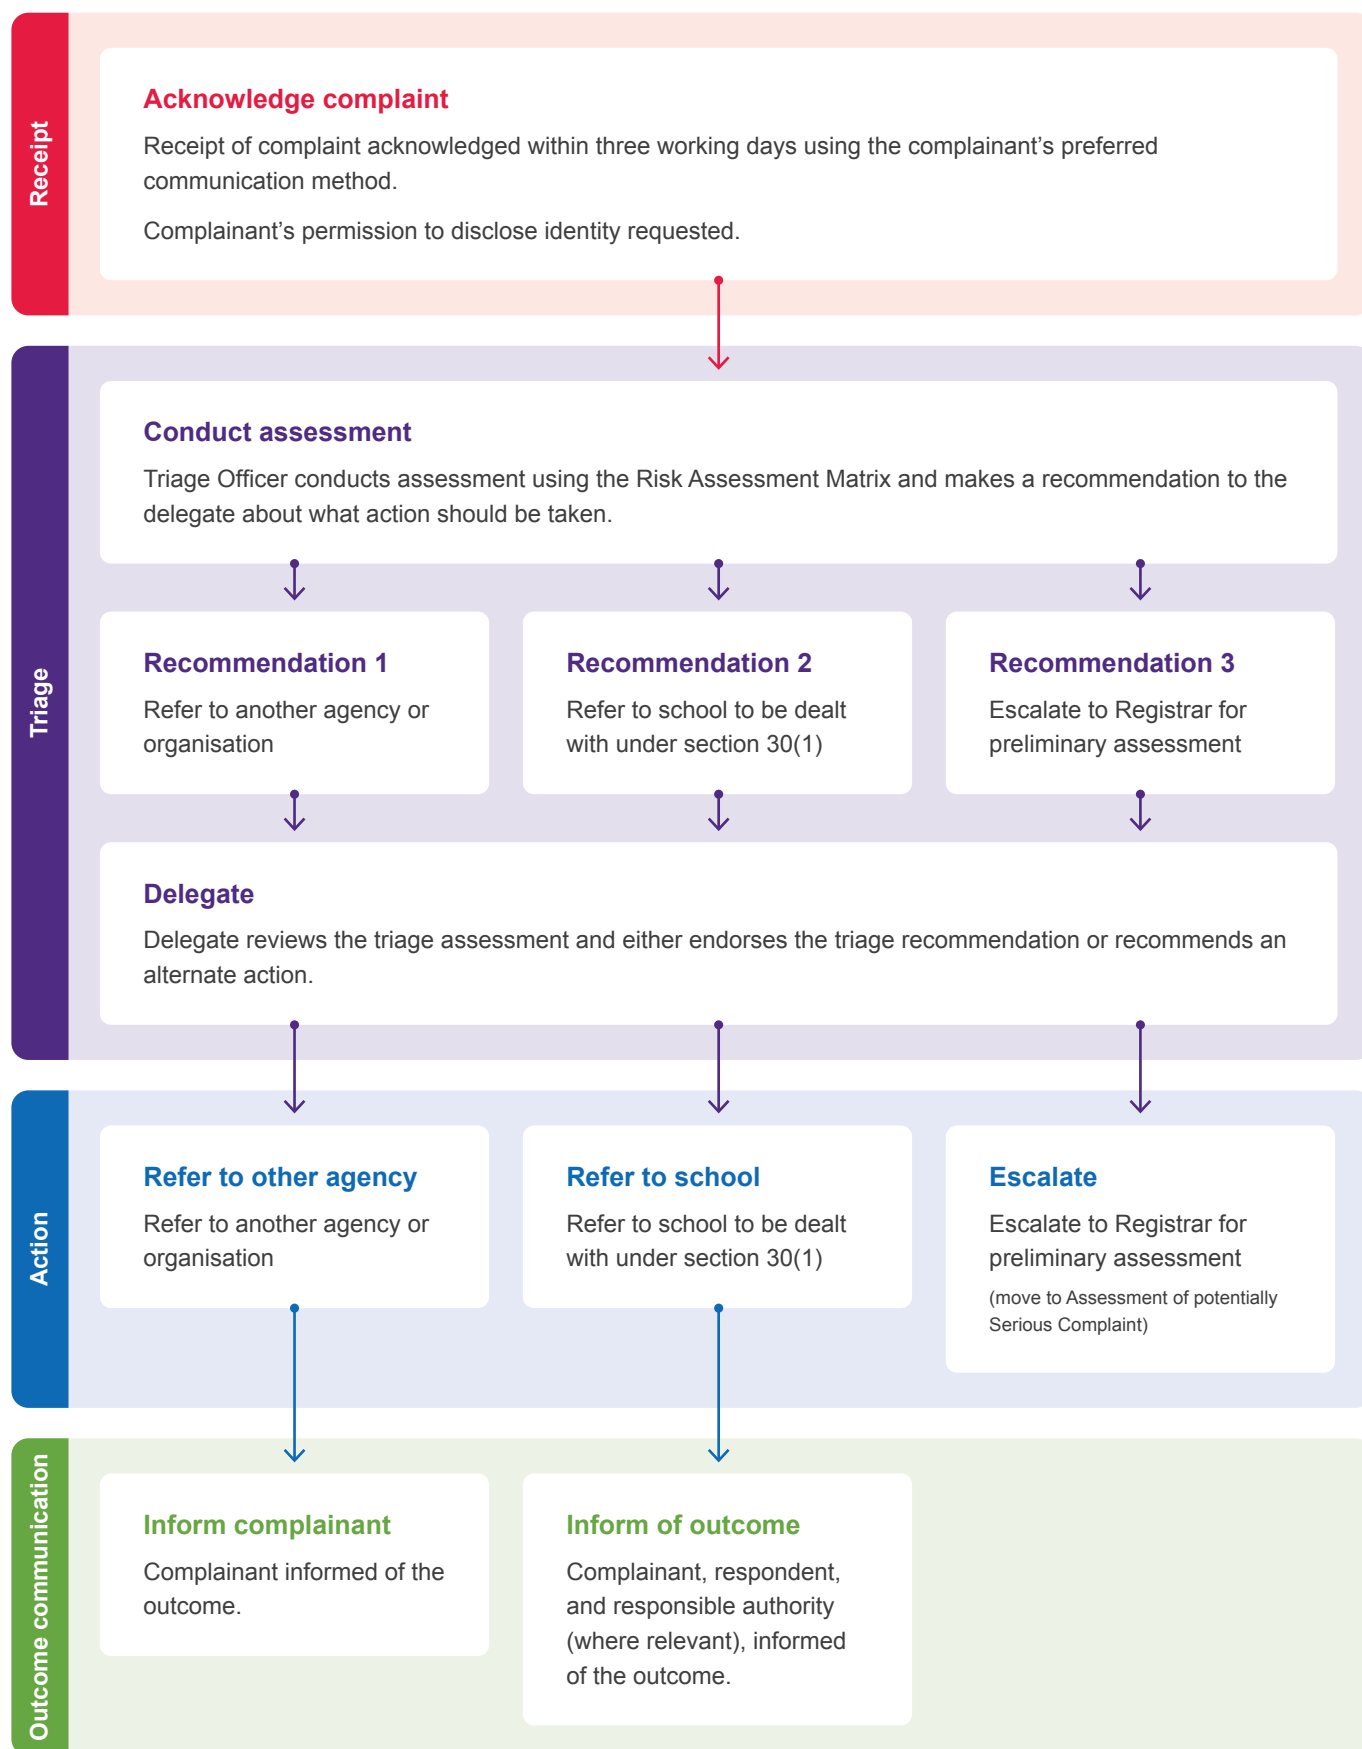 Receipt
Acknowledge complaint
Receipt of complaint acknowledged within three working days using the complainant’s preferred
communication method.
Complainant’s permission to disclose identity requested.
Triage
Conduct assessment
Triage Officer conducts assessment using the Risk Assessment Matrix and makes a recommendation to the
delegate about what action should be taken.
Recommendation 1
Refer to another agency or
organisation
Recommendation 2
Refer to school to be dealt
with under section 30(1)
Recommendation 3
Escalate to Registrar for
preliminary assessment
Delegate
Delegate reviews the triage assessment and either endorses the triage recommendation or recommends an
alternate action.
Action
Refer to other agency
Refer to another agency or
organisation
Refer to school
Refer to school to be dealt
with under section 30(1)
Escalate
Escalate to Registrar for
preliminary assessment
(move to Assessment of potentially
Serious Complaint)
Outcome communication
Inform complainant
Complainant informed of the
outcome.
Inform of outcome
Complainant, respondent,
and responsible authority
(where relevant), informed
of the outcome.